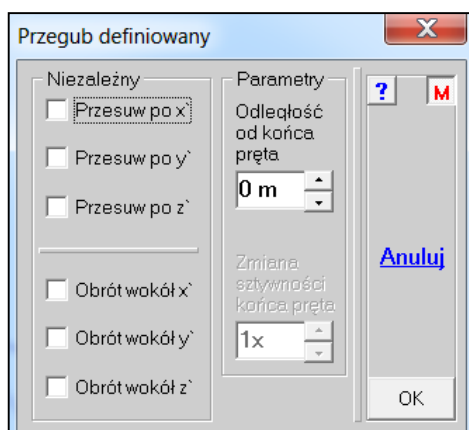 Przegub definiowany
X
Niezależny
Przesuw po x`
Przesuw po y`
Przesuw po z`
Obrót wokół x`
Obrót wokół y`
Obrót wokół z`
Parametry
Odległość
od końca
pręta
0 m
Zmiana
sztywności
końca pręta
1x
?
M
Anuluj
OK